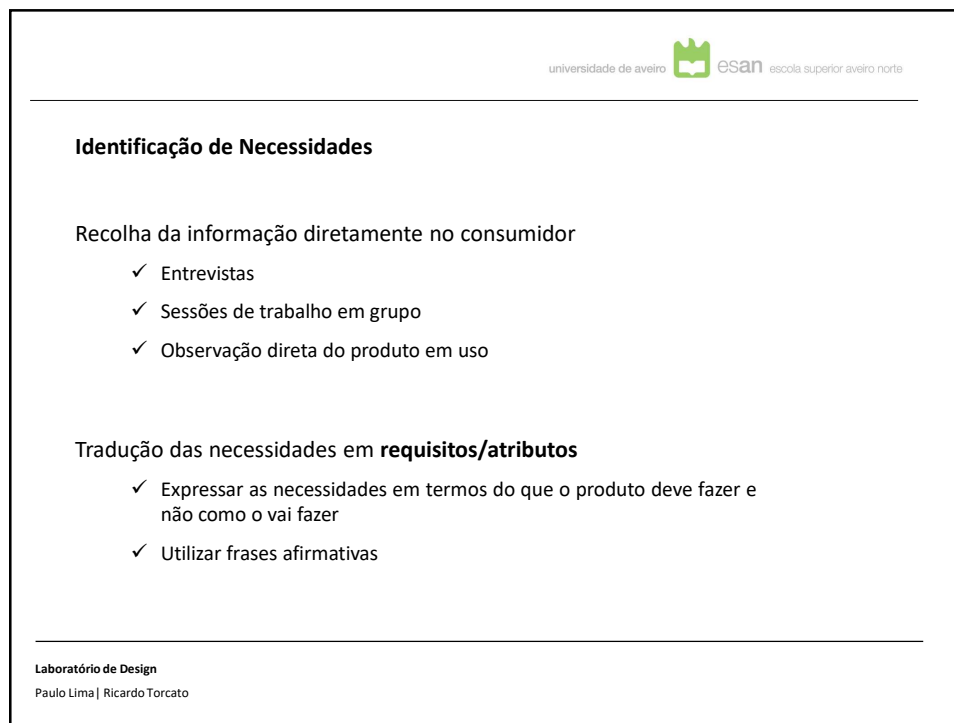 universidade de aveiro esan escola superior aveiro norte
Identificação de Necessidades
Recolha da informação diretamente no consumidor
✓ Entrevistas
✓ Sessões de trabalho em grupo
✓ Observação direta do produto em uso
Tradução das necessidades em requisitos/atributos
✓ Expressar as necessidades em termos do que o produto deve fazer e
não como o vai fazer
✓ Utilizar frases afirmativas
Laboratório de Design
Paulo Lima| Ricardo Torcato